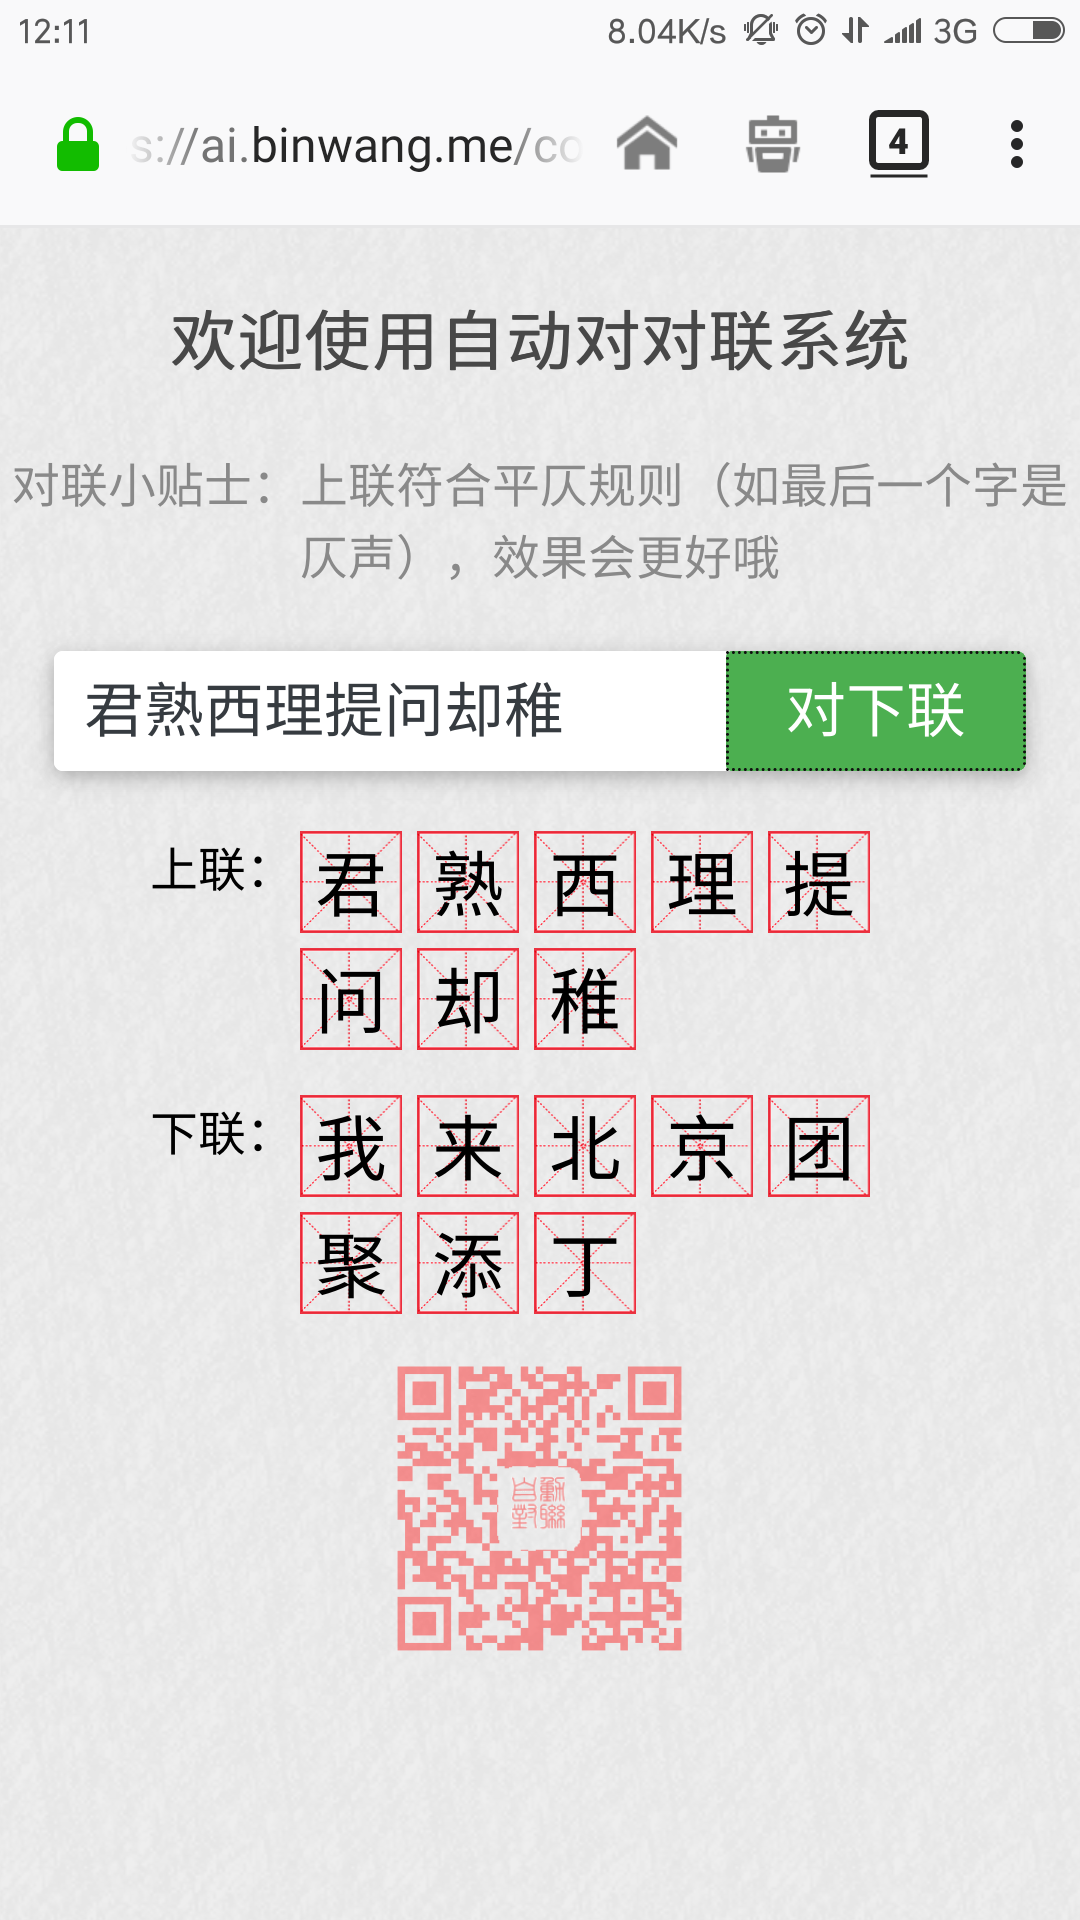 12:11 8.04K/s 3G
s://ai.binwang.me/co 4
欢迎使用自动对对联系统
对联小贴士：上联符合平仄规则（如最后一个字是
仄声），效果会更好哦
君熟西理提问却稚 对下联
上联： 君熟西理提
问却稚
下联： 我来北京团
聚添丁